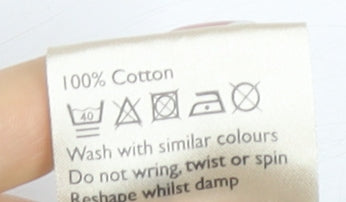 100% Cotton
40
Wash with similar colours
Do not wring, twist or spin
Reshape whilst damp